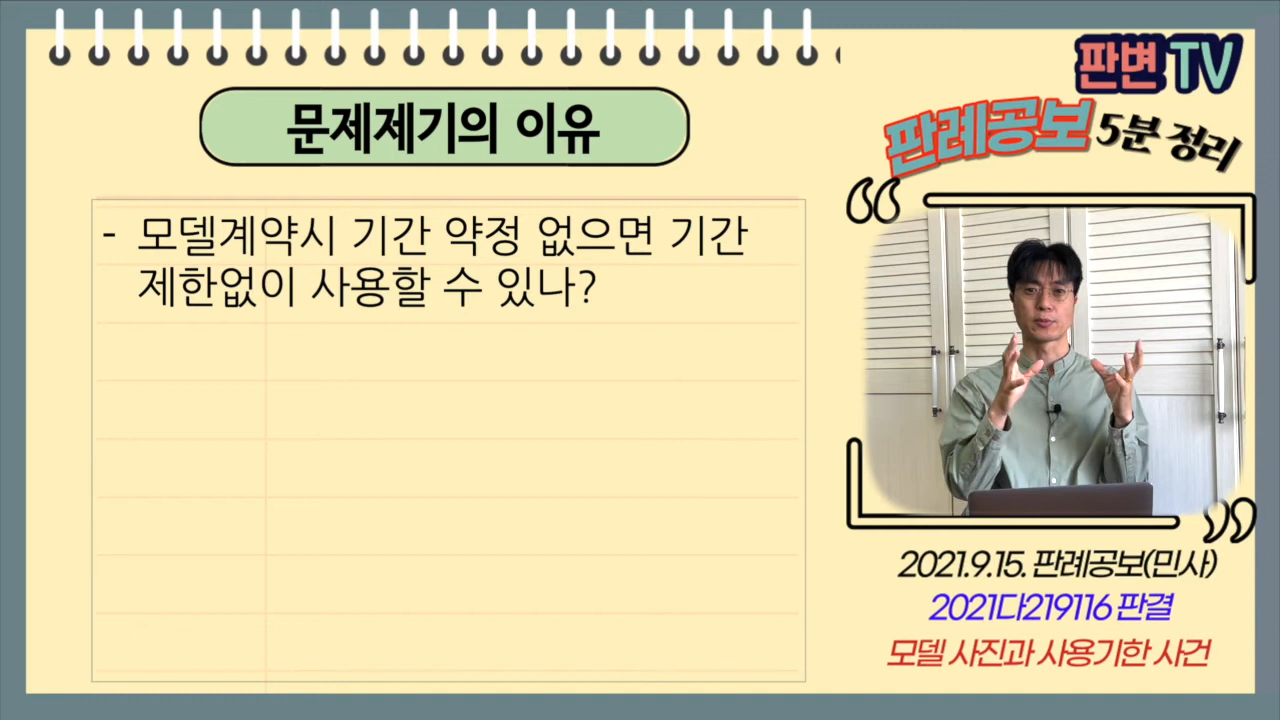 문제제기의 이유
- 모델계약시 기간 약정 없으면 기간
제한없이 사용할 수 있나?
판변 TV
판례공보 5분 정리
2021.9.15. 판례공보(민사)
2021다219116 판결
모델 사진과 사용기한 사건